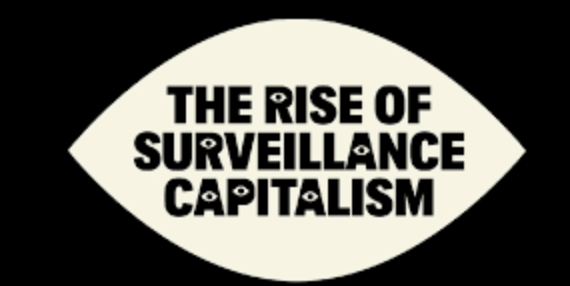 THE RISE OF
SURVEILLANCE
CAPITALISM